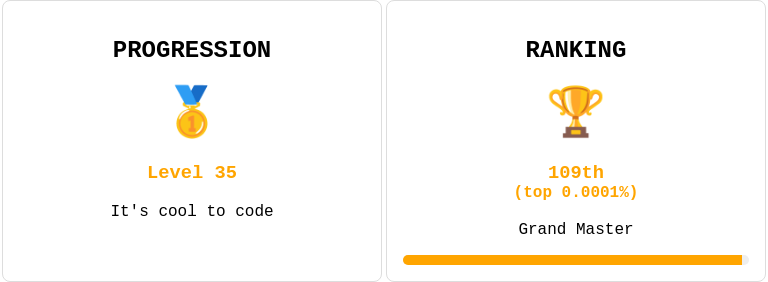 PROGRESSION
Level 35
It's cool to code
RANKING
109th
(top 0.0001%)
Grand Master